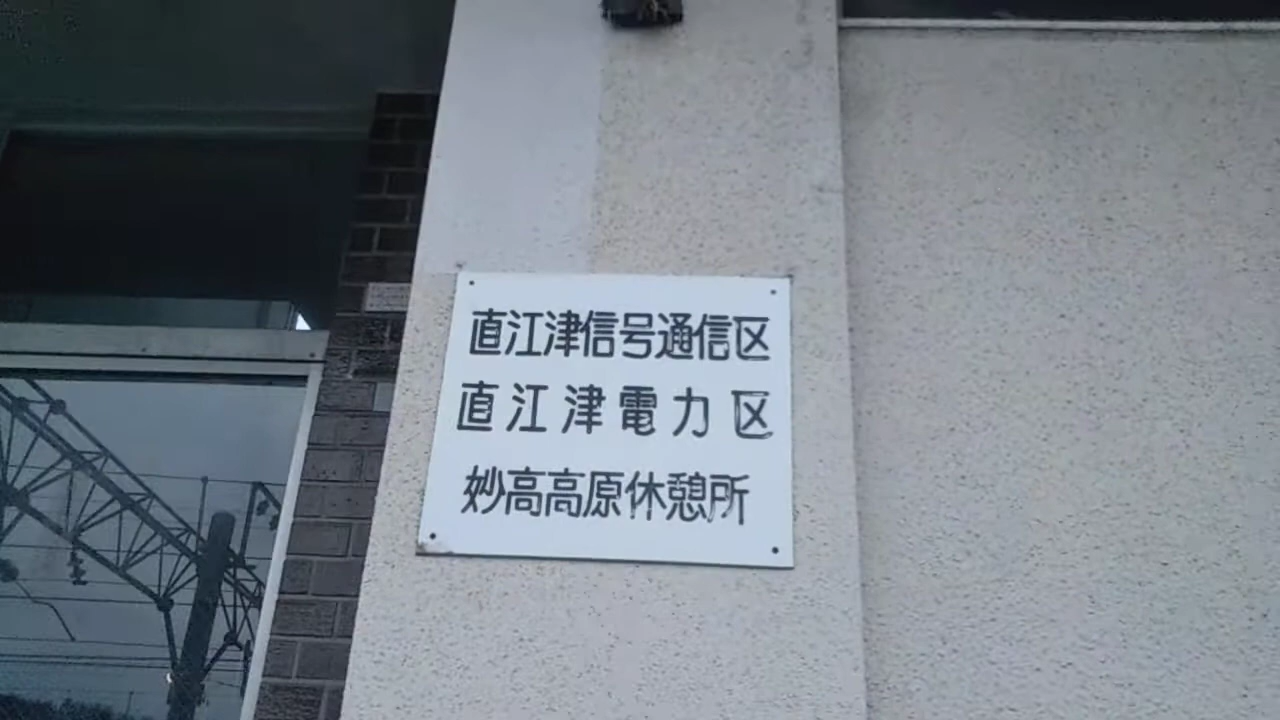 直江津信号通信区
直江津電力区
妙高高原休憩所